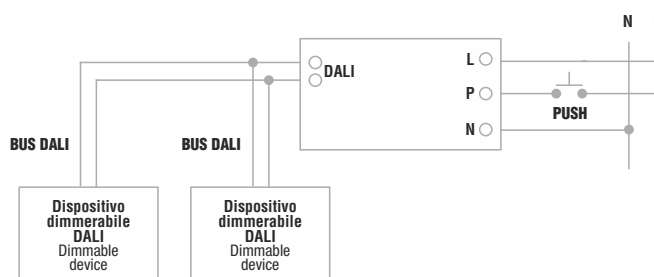 N
L
DALI
P
PUSH
N
BUS DALI
BUS DALI
Dispositivo
dimmerabile
DALI
Dimmable
device
Dispositivo
dimmerabile
DALI
Dimmable
device